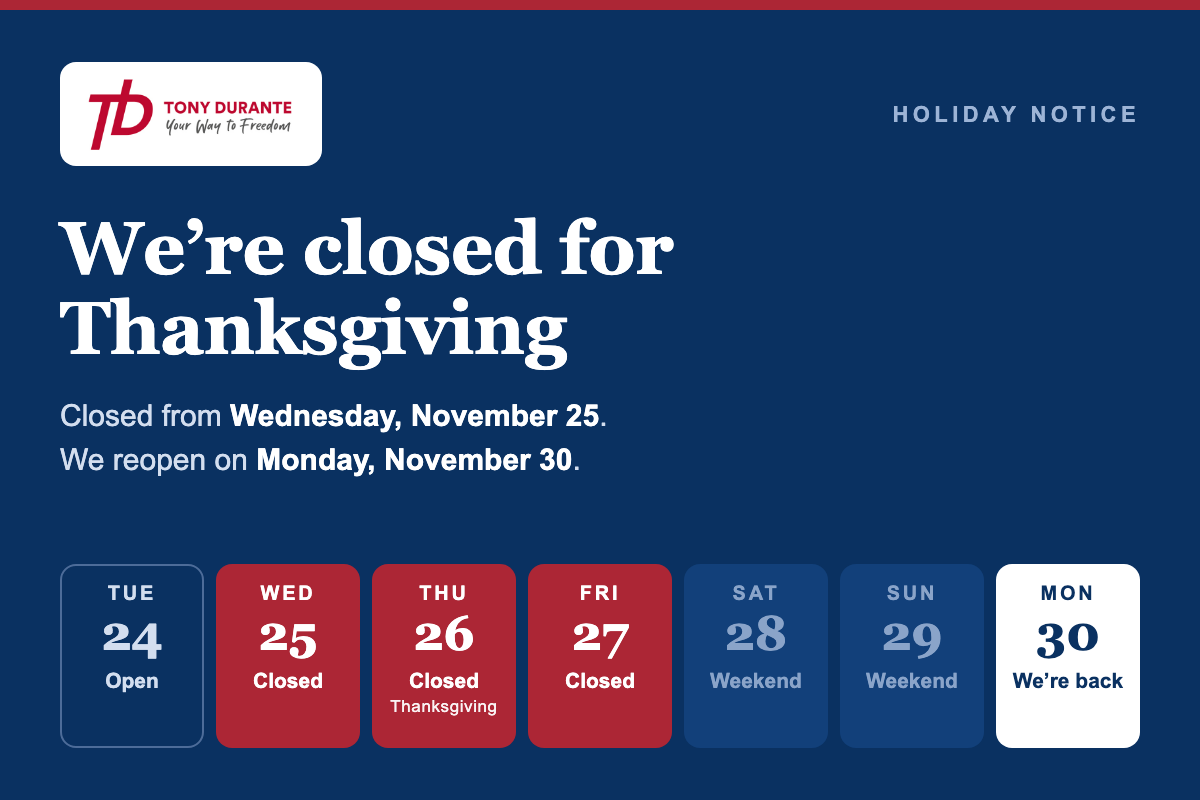 TONY DURANTE
Your Way to Freedom
HOLIDAY NOTICE
We’re closed for
Thanksgiving
Closed from Wednesday, November 25.
We reopen on Monday, November 30.
TUE
24
Open
WED
25
Closed
THU
26
Closed
Thanksgiving
FRI
27
Closed
SAT
28
Weekend
SUN
29
Weekend
MON
30
We’re back